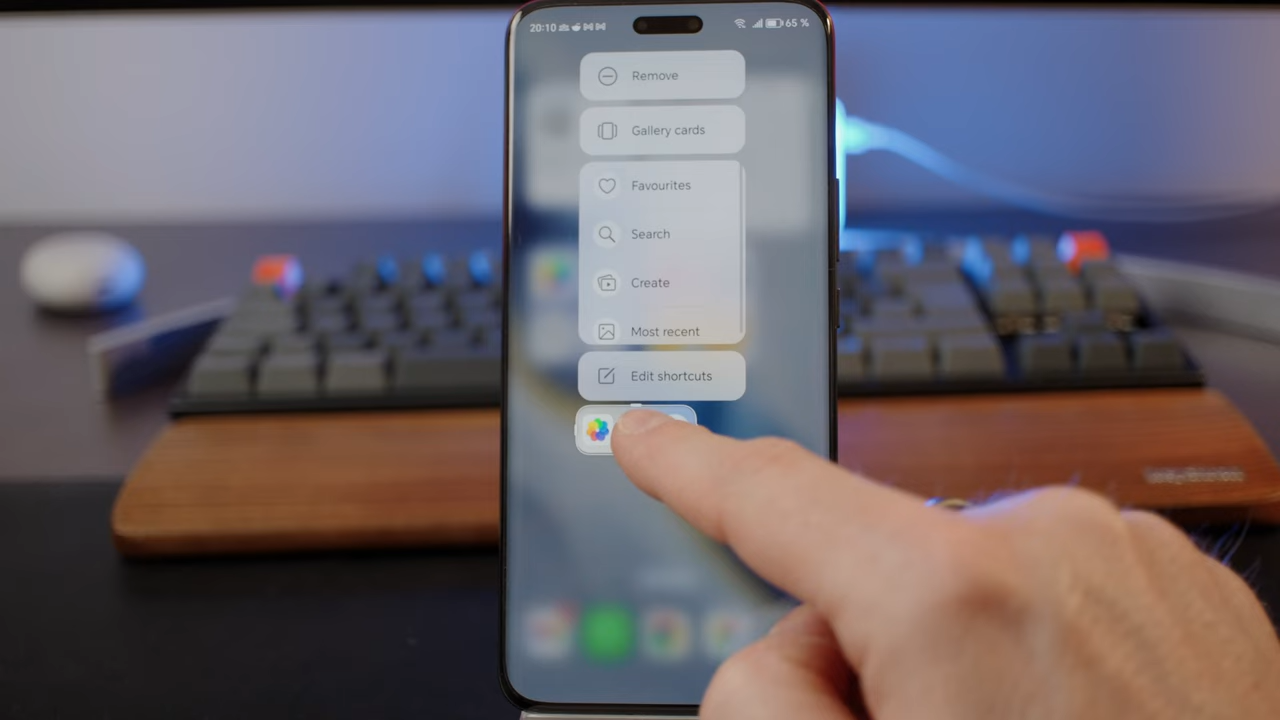 20:10
65 %
Remove
Gallery cards
Favourites
Search
Create
Most recent
Edit shortcuts